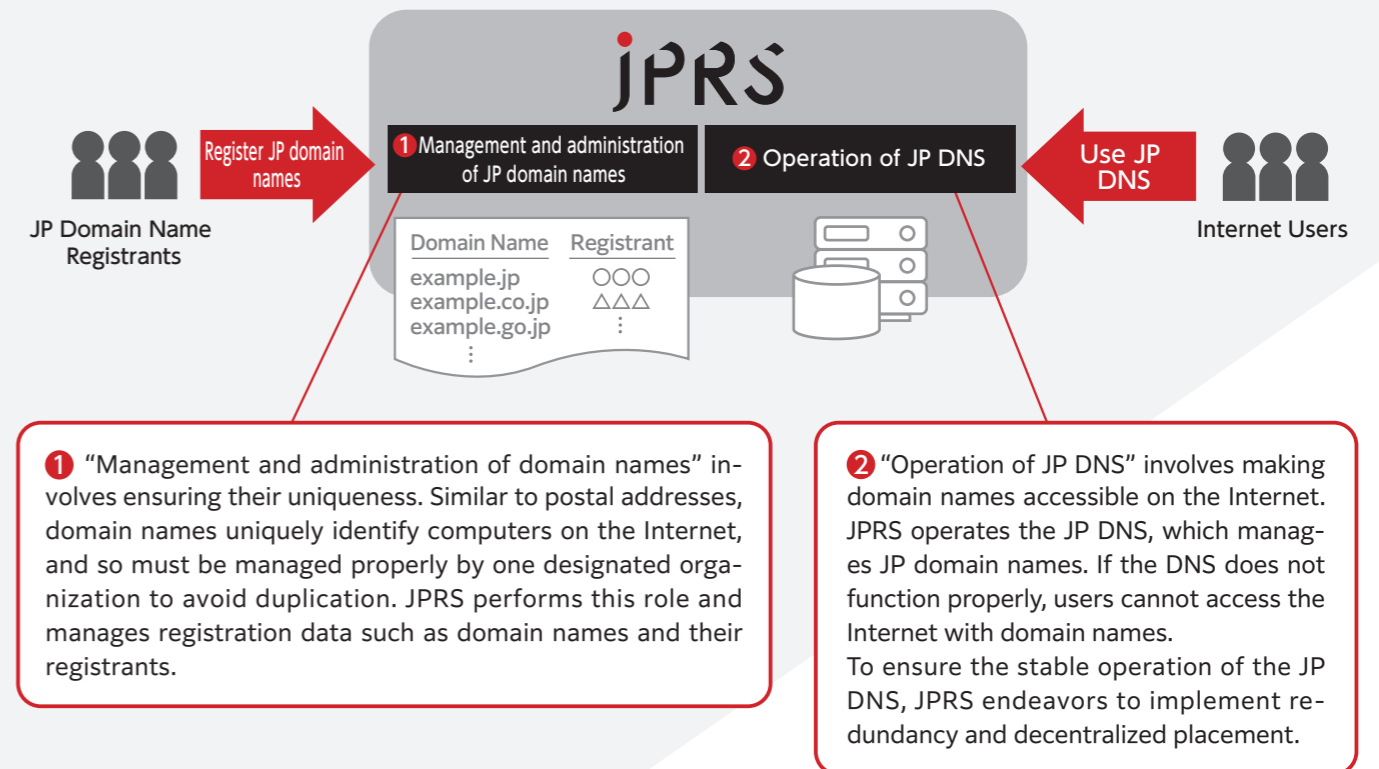 jPRS
Register JP domain
names
1 Management and administration
of JP domain names
2 Operation of JP DNS
Use JP
DNS
JP Domain Name
Registrants
Internet Users
Domain Name Registrant
example.jp ○○○
example.co.jp △△△
example.go.jp ⋮
⋮
1 “Management and administration of domain names” in-
volves ensuring their uniqueness. Similar to postal addresses,
domain names uniquely identify computers on the Internet,
and so must be managed properly by one designated orga-
nization to avoid duplication. JPRS performs this role and
manages registration data such as domain names and their
registrants.
2 “Operation of JP DNS” involves making
domain names accessible on the Internet.
JPRS operates the JP DNS, which manag-
es JP domain names. If the DNS does not
function properly, users cannot access the
Internet with domain names.
To ensure the stable operation of the JP
DNS, JPRS endeavors to implement re-
dundancy and decentralized placement.